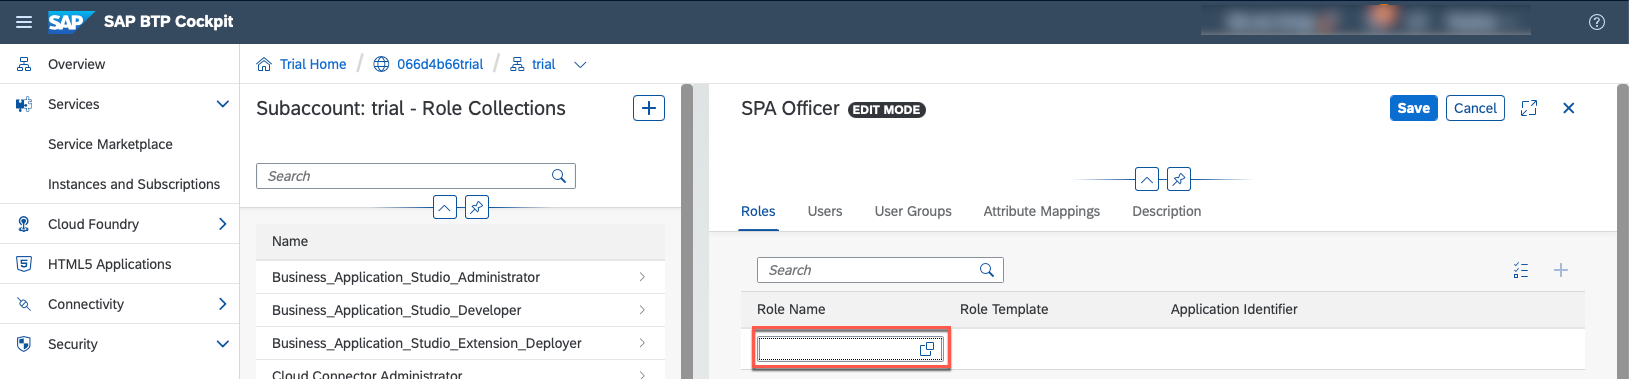 SAP SAP BTP Cockpit
Overview
Services
Service Marketplace
Instances and Subscriptions
Cloud Foundry
HTML5 Applications
Connectivity
Security
Trial Home / 066d4b66trial / trial
Subaccount: trial - Role Collections
Search
Name
Business_Application_Studio_Administrator
Business_Application_Studio_Developer
Business_Application_Studio_Extension_Deployer
Cloud Connector Administrator
SPA Officer EDIT MODE
Save Cancel
Roles Users User Groups Attribute Mappings Description
Search
Role Name Role Template Application Identifier